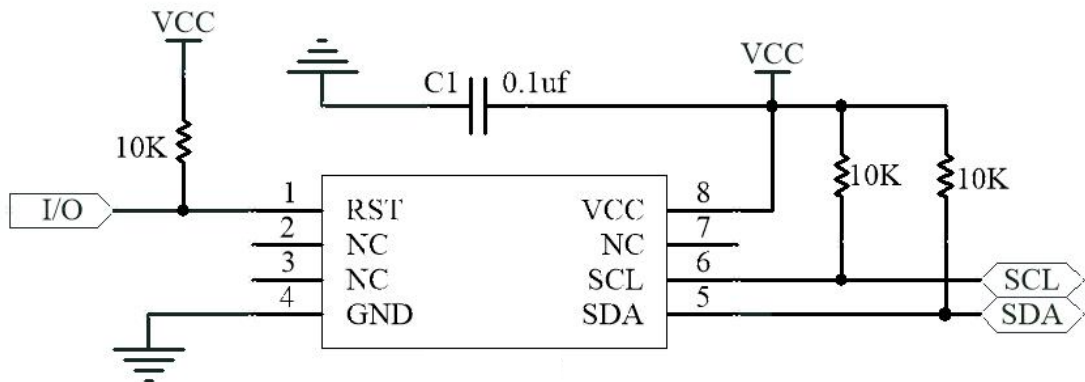 VCC
VCC
C1 0.1uf
10K
10K
10K
I/O
1 RST VCC 8
2 NC NC 7
3 NC SCL 6 SCL
4 GND SDA 5 SDA